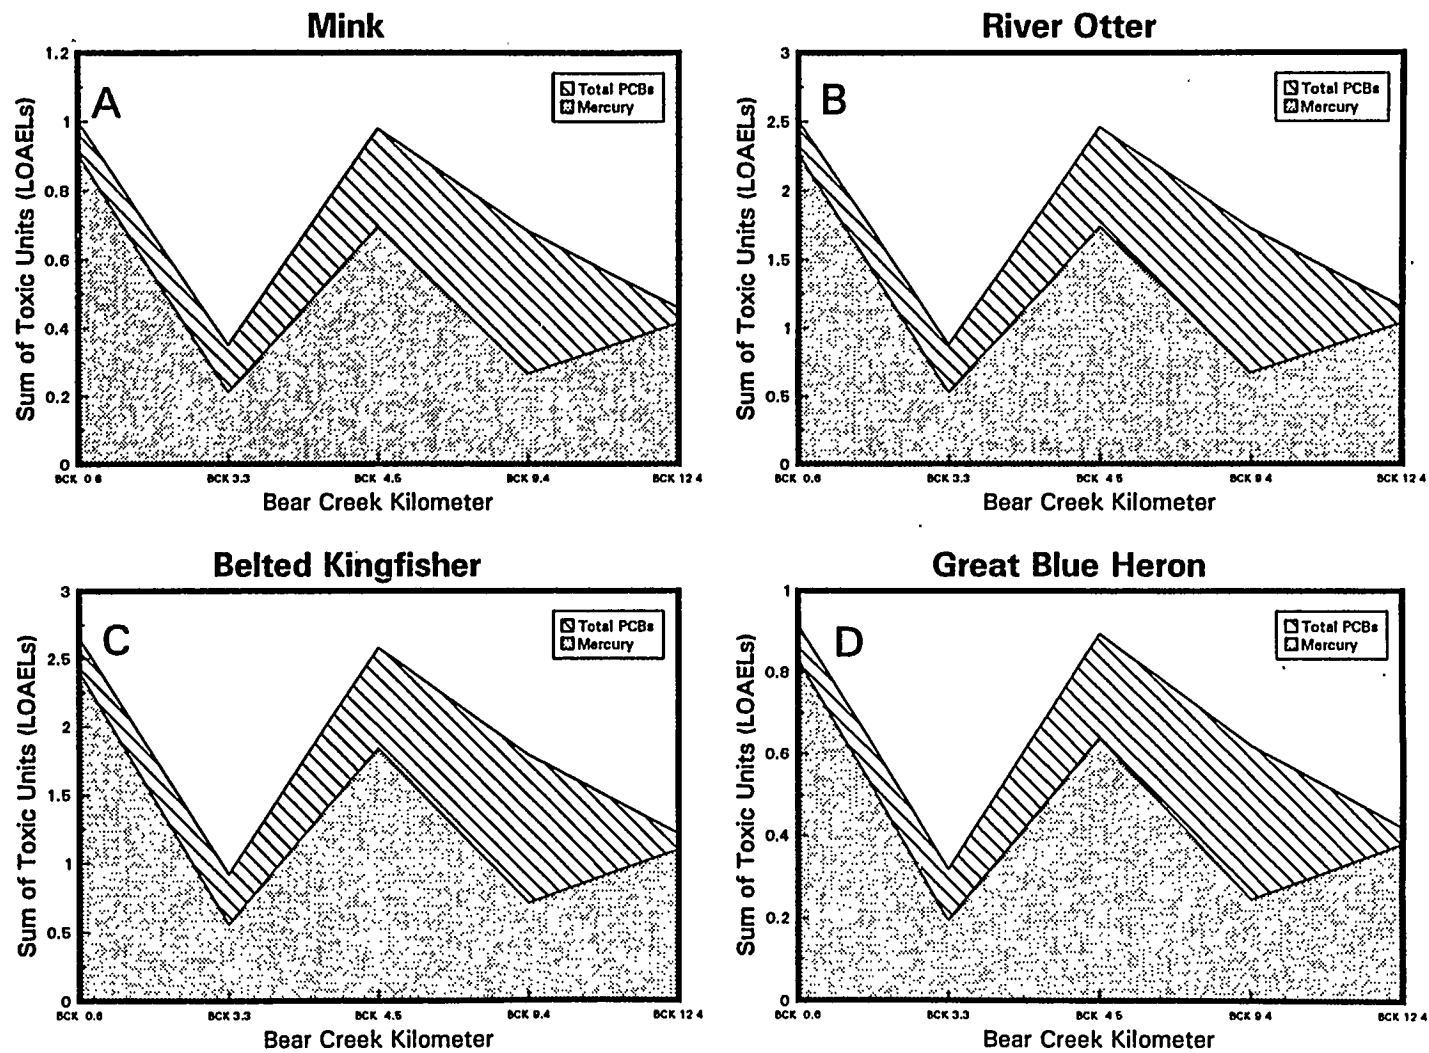 Mink
1.2
1
0.8
0.6
0.4
0.2
0
Sum of Toxic Units (LOAELs)
A
Total PCBs
Mercury
BCK 0.6 BCK 3.3 BCK 4.5 BCK 9.4 BCK 12 4
Bear Creek Kilometer
River Otter
3
2.5
2
1.5
1
0.5
0
Sum of Toxic Units (LOAELs)
B
Total PCBs
Mercury
BCK 0.6 BCK 3.3 BCK 4 5 BCK 9 4 BCK 12 4
Bear Creek Kilometer
Belted Kingfisher
3
2.5
2
1.5
1
0.5
0
Sum of Toxic Units (LOAELs)
C
Total PCBs
Mercury
BCK 0.6 BCK 3.3 BCK 4.5 BCK 9.4 BCK 12 4
Bear Creek Kilometer
Great Blue Heron
1
0.8
0.6
0.4
0.2
0
Sum of Toxic Units (LOAELs)
D
Total PCBs
Mercury
BCK 0.6 BCK 3.3 BCK 4 5 BCK 9 4 BCK 12 4
Bear Creek Kilometer